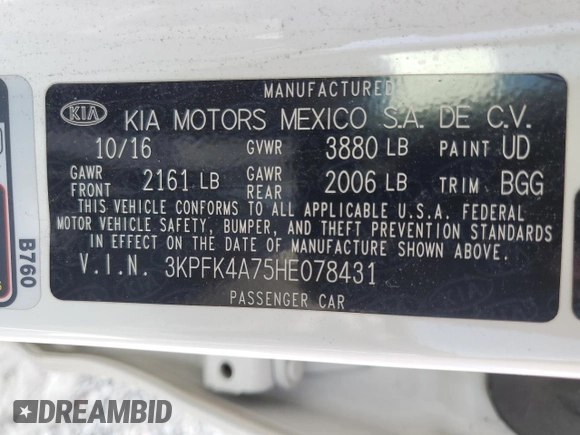 MANUFACTURED
KIA KIA MOTORS MEXICO S.A. DE C.V.
10/16 GVWR 3880 LB PAINT UD
GAWR FRONT 2161 LB GAWR REAR 2006 LB TRIM BGG
THIS VEHICLE CONFORMS TO ALL APPLICABLE U.S.A. FEDERAL
MOTOR VEHICLE SAFETY, BUMPER, AND THEFT PREVENTION STANDARDS
IN EFFECT ON THE DATE OF MANUFACTURE SHOWN ABOVE.
V.I.N. 3KPFK4A75HE078431
PASSENGER CAR
B760
DREAMBID